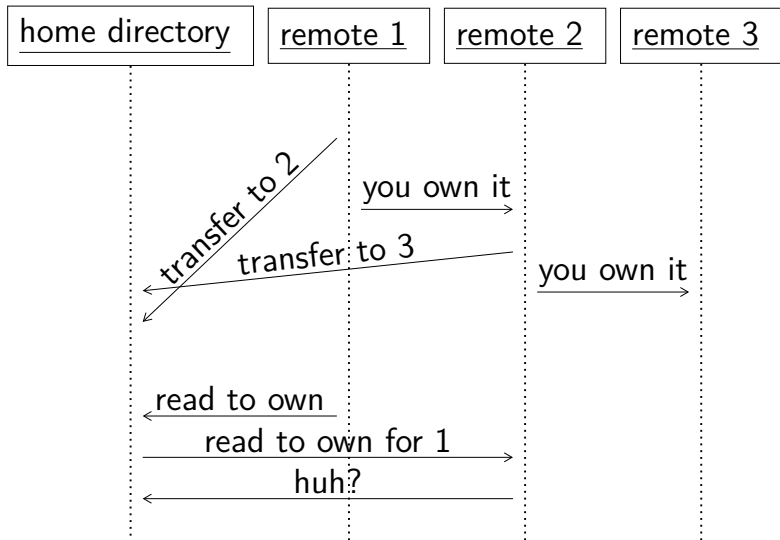 home directory
remote 1
remote 2
remote 3
transfer to 2
you own it
transfer to 3
you own it
read to own
read to own for 1
huh?